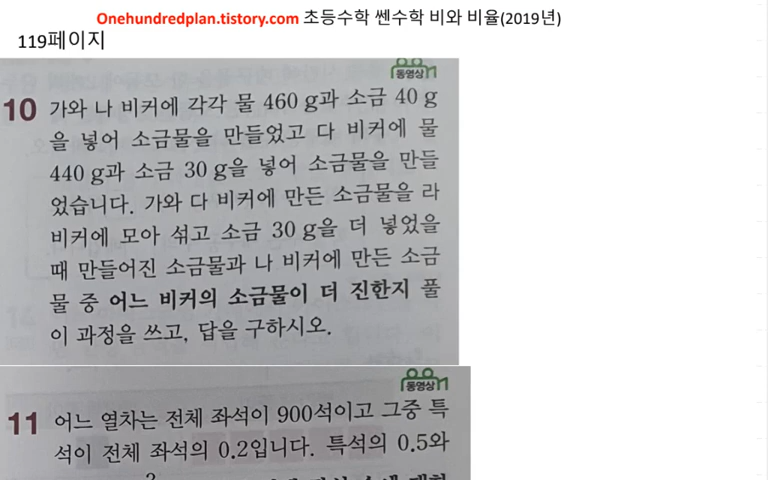 Onehundredplan.tistory.com 초등수학 쎈수학 비와 비율(2019년)
119페이지
동영상
10 가와 나 비커에 각각 물 460 g과 소금 40 g
을 넣어 소금물을 만들었고 다 비커에 물
440 g과 소금 30 g을 넣어 소금물을 만들
었습니다. 가와 다 비커에 만든 소금물을 라
비커에 모아 섞고 소금 30 g을 더 넣었을
때 만들어진 소금물과 나 비커에 만든 소금
물 중 어느 비커의 소금물이 더 진한지 풀
이 과정을 쓰고, 답을 구하시오.
동영상
11 어느 열차는 전체 좌석이 900석이고 그중 특
석이 전체 좌석의 0.2입니다. 특석의 0.5와